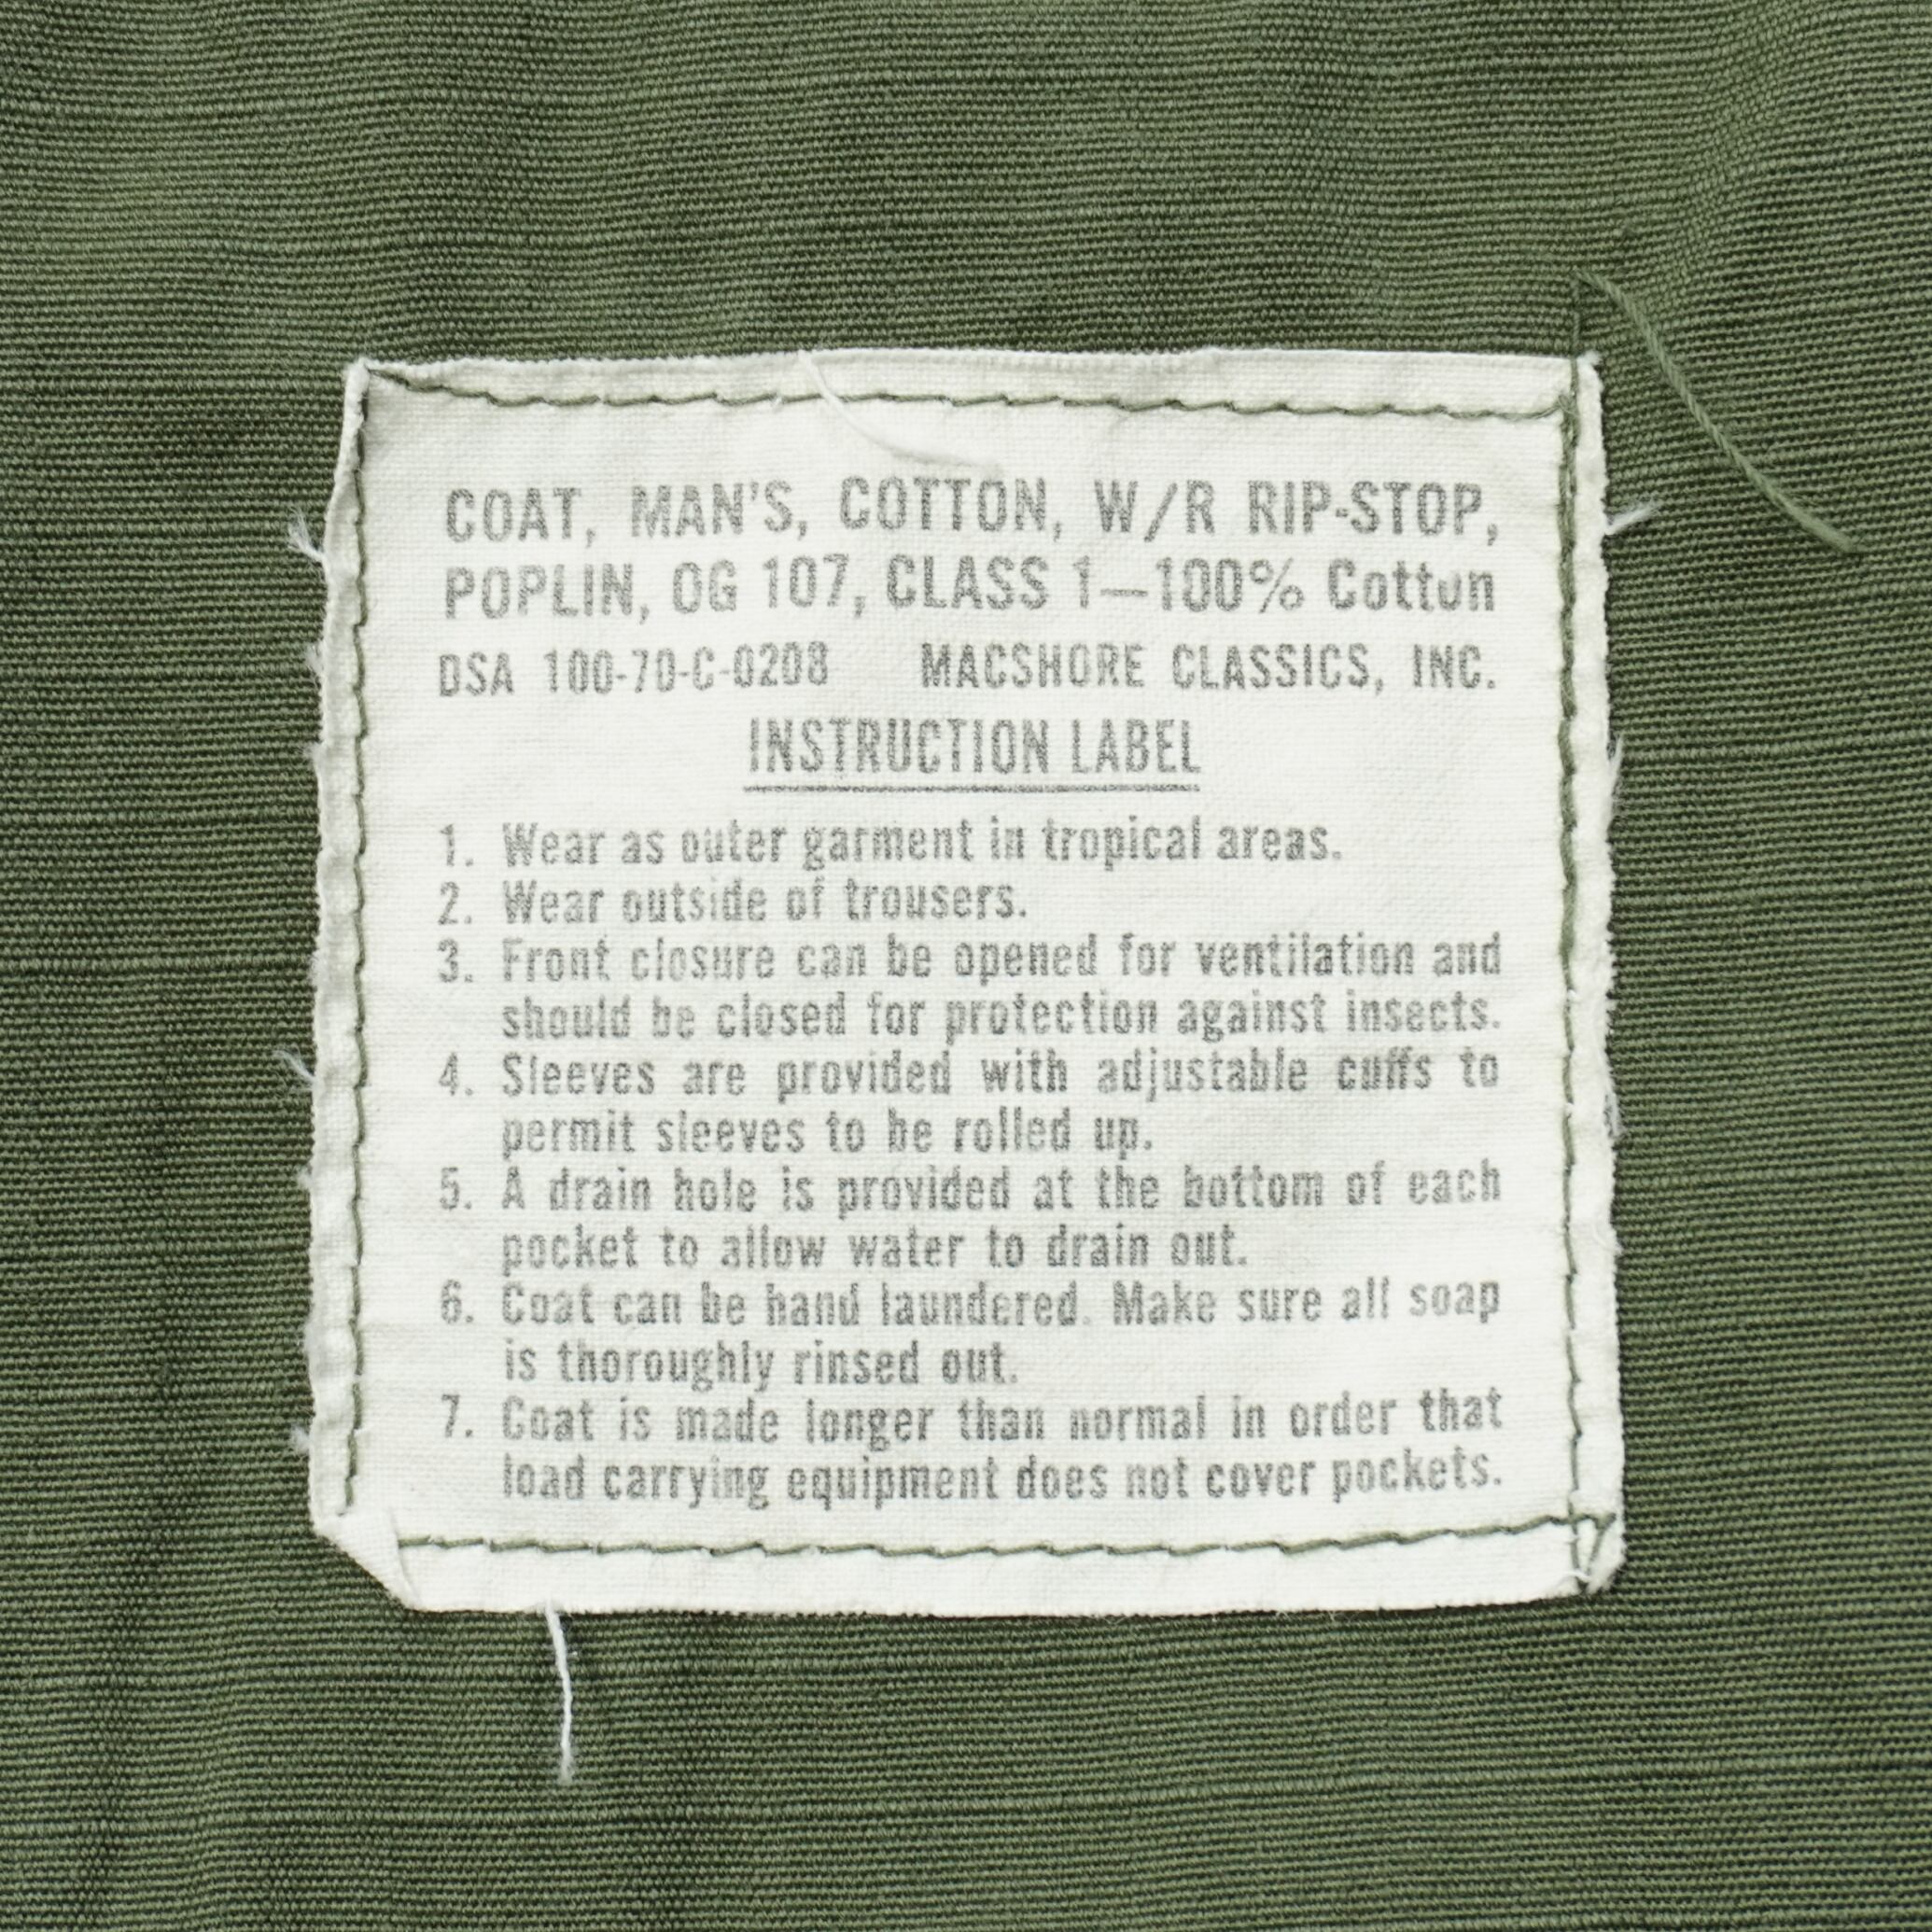 COAT, MAN'S, COTTON, W/R RIP-STOP,
POPLIN, OG 107, CLASS 1—100% Cotton
DSA 100-70-C-0208 MACSHORE CLASSICS, INC.
INSTRUCTION LABEL
1. Wear as outer garment in tropical areas.
2. Wear outside of trousers.
3. Front closure can be opened for ventilation and
should be closed for protection against insects.
4. Sleeves are provided with adjustable cuffs to
permit sleeves to be rolled up.
5. A drain hole is provided at the bottom of each
pocket to allow water to drain out.
6. Coat can be hand laundered. Make sure all soap
is thoroughly rinsed out.
7. Coat is made longer than normal in order that
load carrying equipment does not cover pockets.